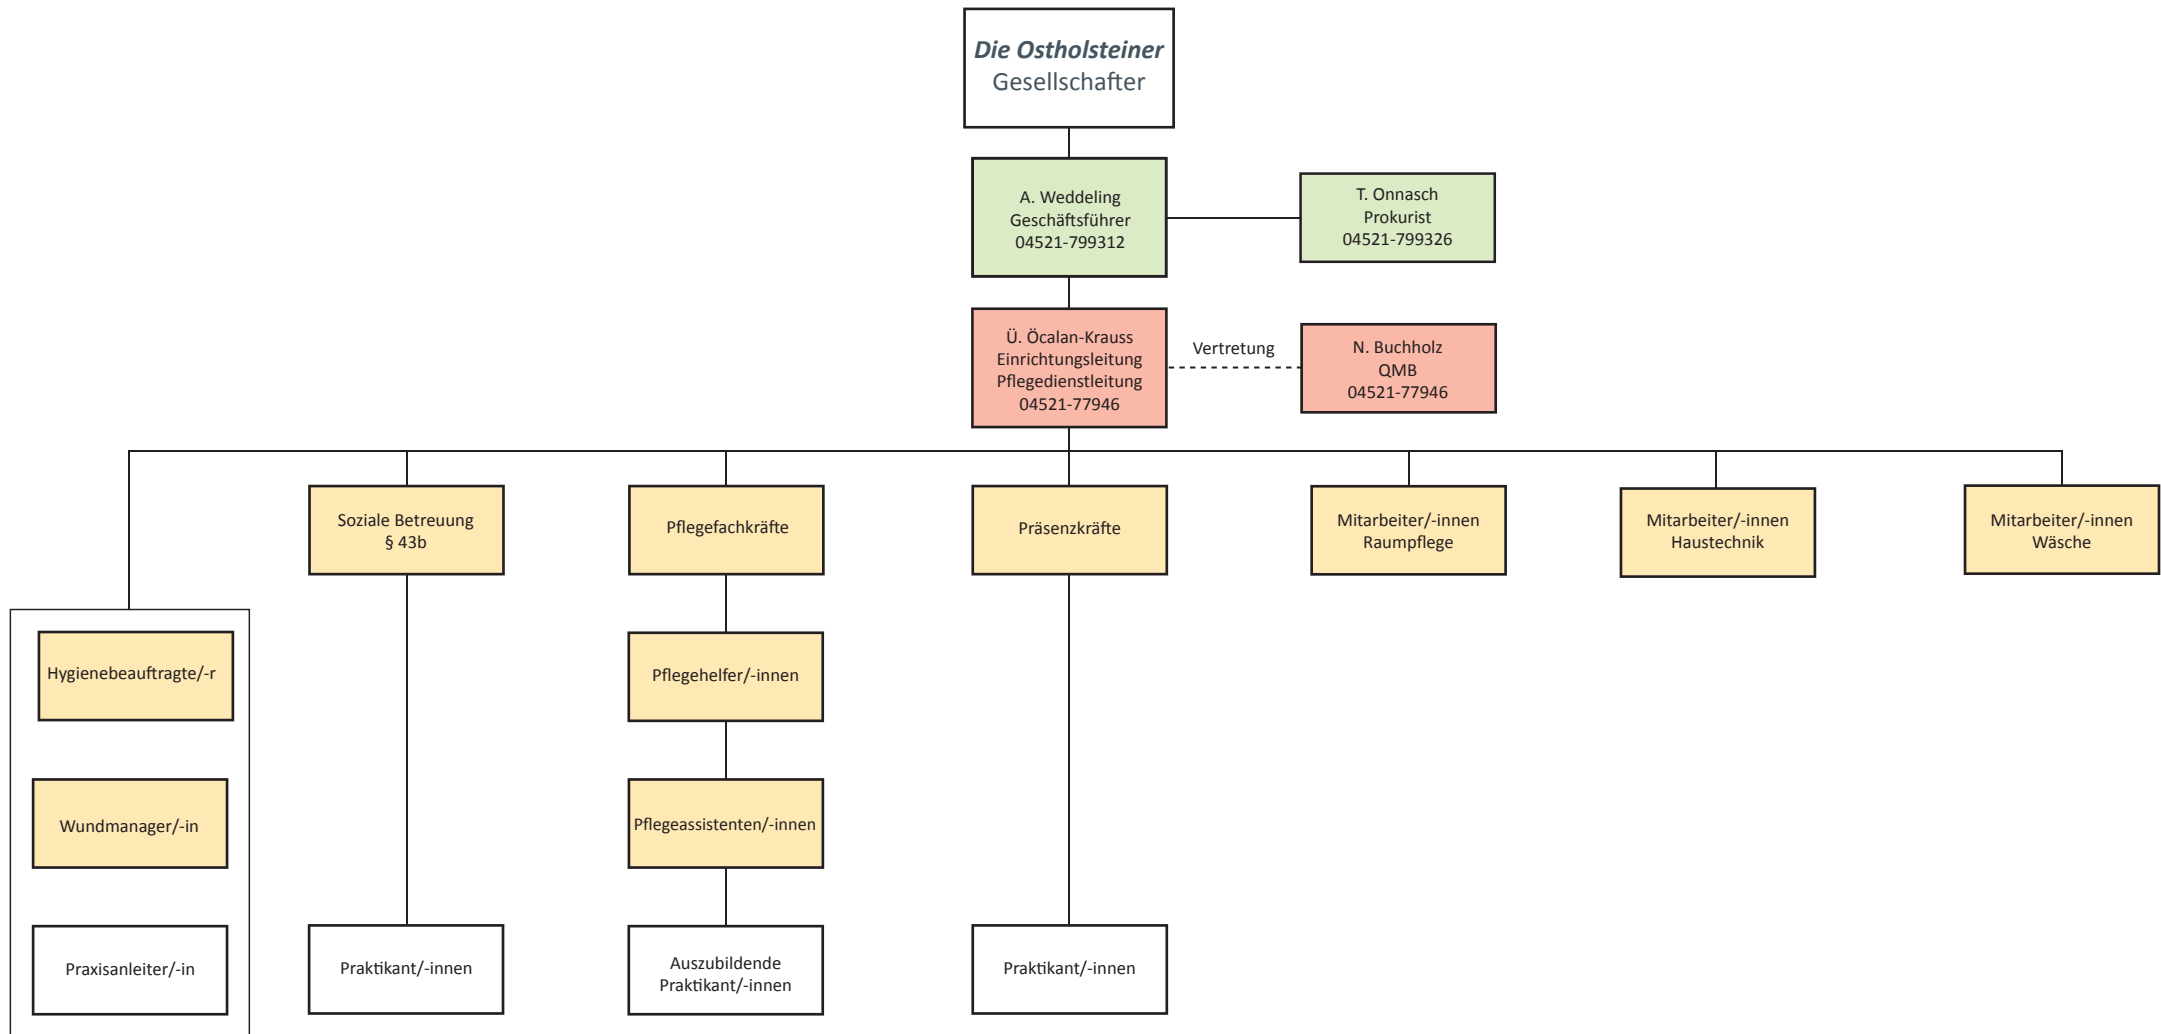 Die Ostholsteiner
Gesellschafter
A. Weddeling
Geschäftsführer
04521-799312
T. Onnasch
Prokurist
04521-799326
Ü. Öcalan-Krauss
Einrichtungsleitung
Pflegedienstleitung
04521-77946
Vertretung
N. Buchholz
QMB
04521-77946
Soziale Betreuung
§ 43b
Pflegefachkräfte
Präsenzkräfte
Mitarbeiter/-innen
Raumpflege
Mitarbeiter/-innen
Haustechnik
Mitarbeiter/-innen
Wäsche
Hygienebeauftragte/-r
Pflegehelfer/-innen
Wundmanager/-in
Pflegeassistenten/-innen
Praxisanleiter/-in
Praktikant/-innen
Auszubildende
Praktikant/-innen
Praktikant/-innen